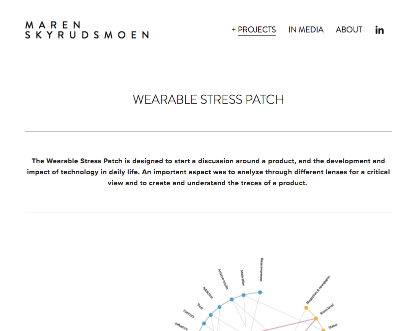 MAREN
SKYRUDSMOEN
+ PROJECTS
IN MEDIA
ABOUT
in
WEARABLE STRESS PATCH
The Wearable Stress Patch is designed to start a discussion around a product, and the development and
impact of technology in daily life. An important aspect was to analyze through different lenses for a critical
view and to create and understand the traces of a product.